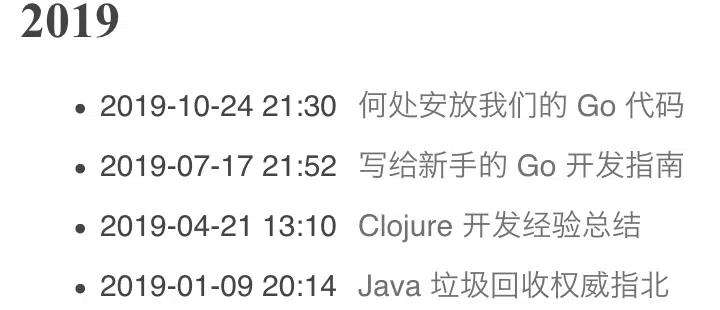 2019
2019-10-24 21:30 何处安放我们的 Go 代码
2019-07-17 21:52 写给新手的 Go 开发指南
2019-04-21 13:10 Clojure 开发经验总结
2019-01-09 20:14 Java 垃圾回收权威指北